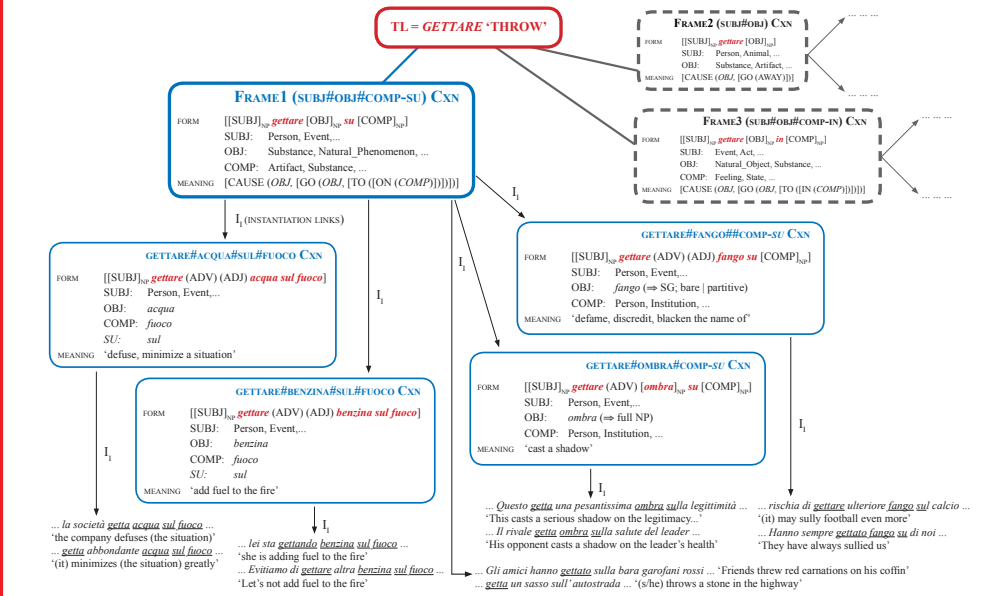 TL = GETTARE ‘THROW’
FRAME2 (SUBJ#OBJ) CXN
FORM [[SUBJ]NP gettare [OBJ]NP]
SUBJ: Person, Animal, ...
OBJ: Substance, Artifact, ...
MEANING [CAUSE (OBJ, [GO (AWAY)])]
... ... ...
... ... ...
FRAME1 (SUBJ#OBJ#COMP-SU) CXN
FORM [[SUBJ]NP gettare [OBJ]NP su [COMP]NP]
SUBJ: Person, Event,...
OBJ: Substance, Natural_Phenomenon, ...
COMP: Artifact, Substance, ...
MEANING [CAUSE (OBJ, [GO (OBJ, [TO ([ON (COMP)])])])]
FRAME3 (SUBJ#OBJ#COMP-IN) CXN
FORM [[SUBJ]NP gettare [OBJ]NP in [COMP]NP]
SUBJ: Event, Act, ...
OBJ: Natural_Object, Substance, ...
COMP: Feeling, State, ...
MEANING [CAUSE (OBJ, [GO (OBJ, [TO ([IN (COMP)])])])]
... ... ...
... ... ...
II (INSTANTIATION LINKS)
II
II
II
GETTARE#ACQUA#SUL#FUOCO CXN
FORM [[SUBJ]NP gettare (ADV) (ADJ) acqua sul fuoco]
SUBJ: Person, Event,...
OBJ: acqua
COMP: fuoco
SU: sul
MEANING ‘defuse, minimize a situation’
GETTARE#FANGO##COMP-SU CXN
FORM [[SUBJ]NP gettare (ADV) (ADJ) fango su [COMP]NP]
SUBJ: Person, Event,...
OBJ: fango (⇒ SG; bare | partitive)
COMP: Person, Institution, ...
MEANING ‘defame, discredit, blacken the name of’
GETTARE#BENZINA#SUL#FUOCO CXN
FORM [[SUBJ]NP gettare (ADV) (ADJ) benzina sul fuoco]
SUBJ: Person, Event,...
OBJ: benzina
COMP: fuoco
SU: sul
MEANING ‘add fuel to the fire’
GETTARE#OMBRA#COMP-SU CXN
FORM [[SUBJ]NP gettare (ADV) [ombra]NP su [COMP]NP]
SUBJ: Person, Event,...
OBJ: ombra (⇒ full NP)
COMP: Person, Institution, ...
MEANING ‘cast a shadow’
II
II
II
II
... la società getta acqua sul fuoco ...
‘the company defuses (the situation)’
... getta abbondante acqua sul fuoco ...
‘(it) minimizes (the situation) greatly’
... lei sta gettando benzina sul fuoco ...
‘she is adding fuel to the fire’
... Evitiamo di gettare altra benzina sul fuoco ...
‘Let’s not add fuel to the fire’
... Questo getta una pesantissima ombra sulla legittimità ...
‘This casts a serious shadow on the legitimacy...’
... Il rivale getta ombra sulla salute del leader ...
‘His opponent casts a shadow on the leader’s health’
... rischia di gettare ulteriore fango sul calcio ...
‘(it) may sully football even more’
... Hanno sempre gettato fango su di noi ...
‘They have always sullied us’
... Gli amici hanno gettato sulla bara garofani rossi ... ‘Friends threw red carnations on his coffin’
... getta un sasso sull’autostrada ... ‘(s/he) throws a stone in the highway’